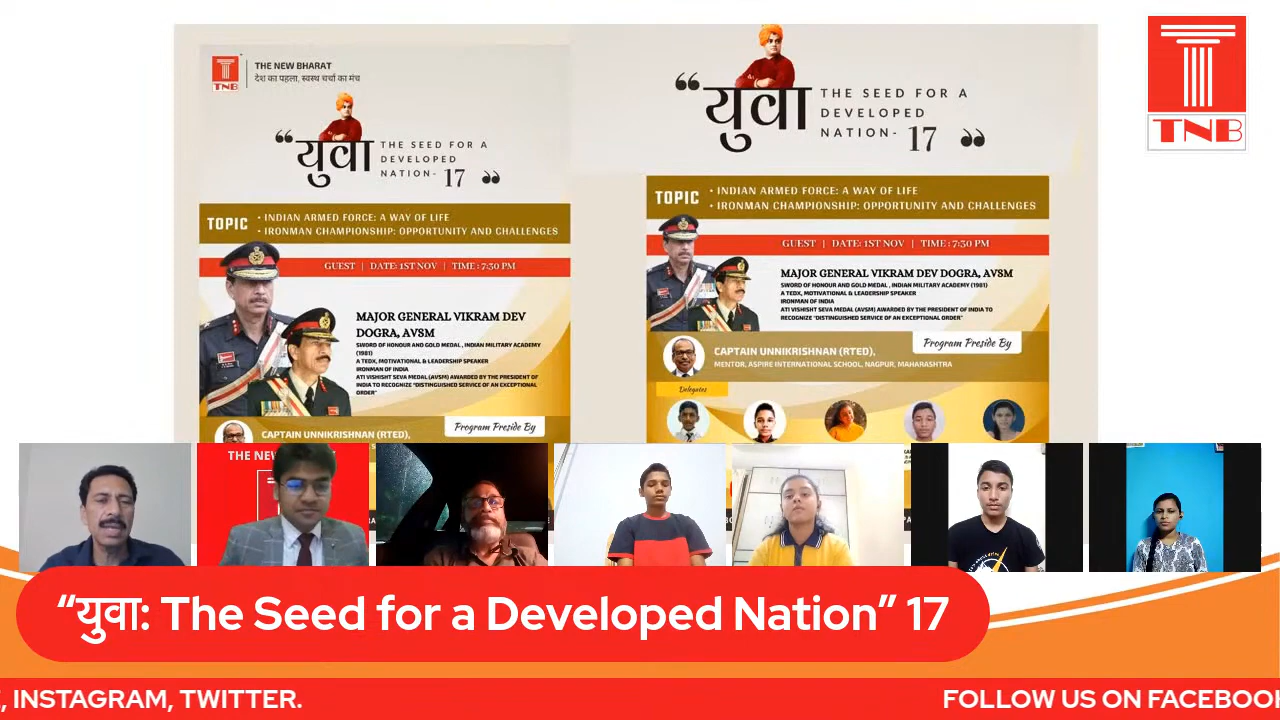 TNB
THE NEW BHARAT
देश का पहला, स्वस्थ चर्चा का मंच
“युवा THE SEED FOR A
DEVELOPED
NATION- 17 ”
TOPIC
• INDIAN ARMED FORCE: A WAY OF LIFE
• IRONMAN CHAMPIONSHIP: OPPORTUNITY AND CHALLENGES
GUEST | DATE: 1ST NOV | TIME : 7:30 PM
MAJOR GENERAL VIKRAM DEV
DOGRA, AVSM
SWORD OF HONOUR AND GOLD MEDAL , INDIAN MILITARY ACADEMY
(1981)
A TEDX, MOTIVATIONAL & LEADERSHIP SPEAKER
IRONMAN OF INDIA
ATI VISHISHT SEVA MEDAL (AVSM) AWARDED BY THE PRESIDENT OF
INDIA TO RECOGNIZE "DISTINGUISHED SERVICE OF AN EXCEPTIONAL
ORDER"
Program Preside By
CAPTAIN UNNIKRISHNAN (RTED),
“युवा THE SEED FOR A
DEVELOPED
NATION- 17 ”
TOPIC
• INDIAN ARMED FORCE: A WAY OF LIFE
• IRONMAN CHAMPIONSHIP: OPPORTUNITY AND CHALLENGES
GUEST | DATE: 1ST NOV | TIME : 7:30 PM
MAJOR GENERAL VIKRAM DEV DOGRA, AVSM
SWORD OF HONOUR AND GOLD MEDAL , INDIAN MILITARY ACADEMY (1981)
A TEDX, MOTIVATIONAL & LEADERSHIP SPEAKER
IRONMAN OF INDIA
ATI VISHISHT SEVA MEDAL (AVSM) AWARDED BY THE PRESIDENT OF INDIA TO
RECOGNIZE "DISTINGUISHED SERVICE OF AN EXCEPTIONAL ORDER"
Program Preside By
CAPTAIN UNNIKRISHNAN (RTED),
MENTOR, ASPIRE INTERNATIONAL SCHOOL, NAGPUR, MAHARASHTRA
Delegates
TNB
THE NEW
“युवा: The Seed for a Developed Nation” 17
, INSTAGRAM, TWITTER.
FOLLOW US ON FACEBOOK